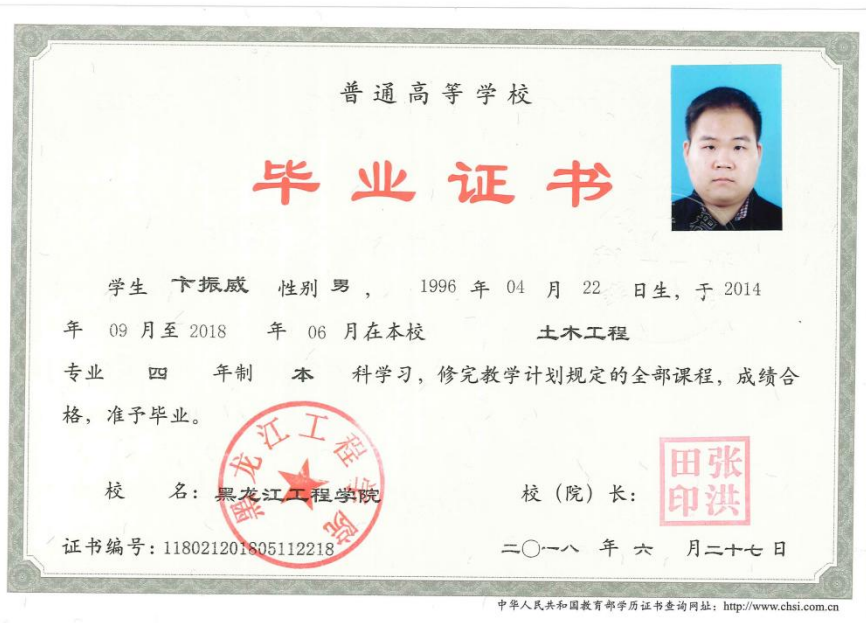 普通高等学校
毕业证书
学生 卞振威 性别 男 ， 1996 年 04 月 22 日生，于 2014
年 09 月至 2018 年 06 月在本校 土木工程
专业 四 年制 本 科学习，修完教学计划规定的全部课程，成绩合
格，准予毕业。
黑龙江工程学院
校 名：黑龙江工程学院 校（院）长：
张洪田印
证书编号：118021201805112218 二〇一八 年 六 月二十七日
中华人民共和国教育部学历证书查询网址：http://www.chsi.com.cn